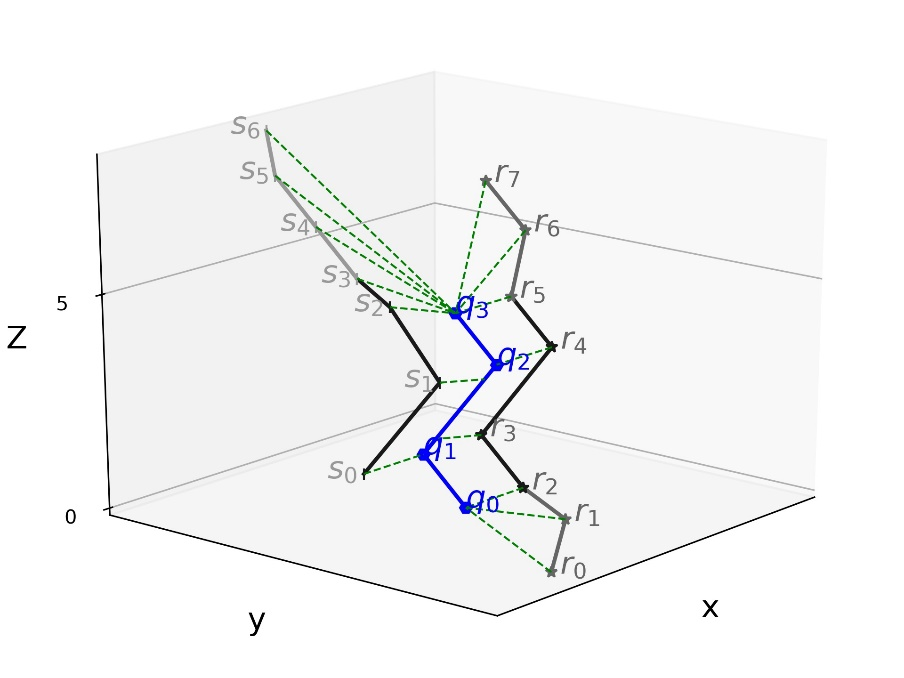 s₆
r₇
s₅
s₄
r₆
s₃
r₅
5
s₂
q₃
Z
r₄
q₂
s₁
r₃
q₁
s₀
r₂
q₀
0
r₁
r₀
x
y